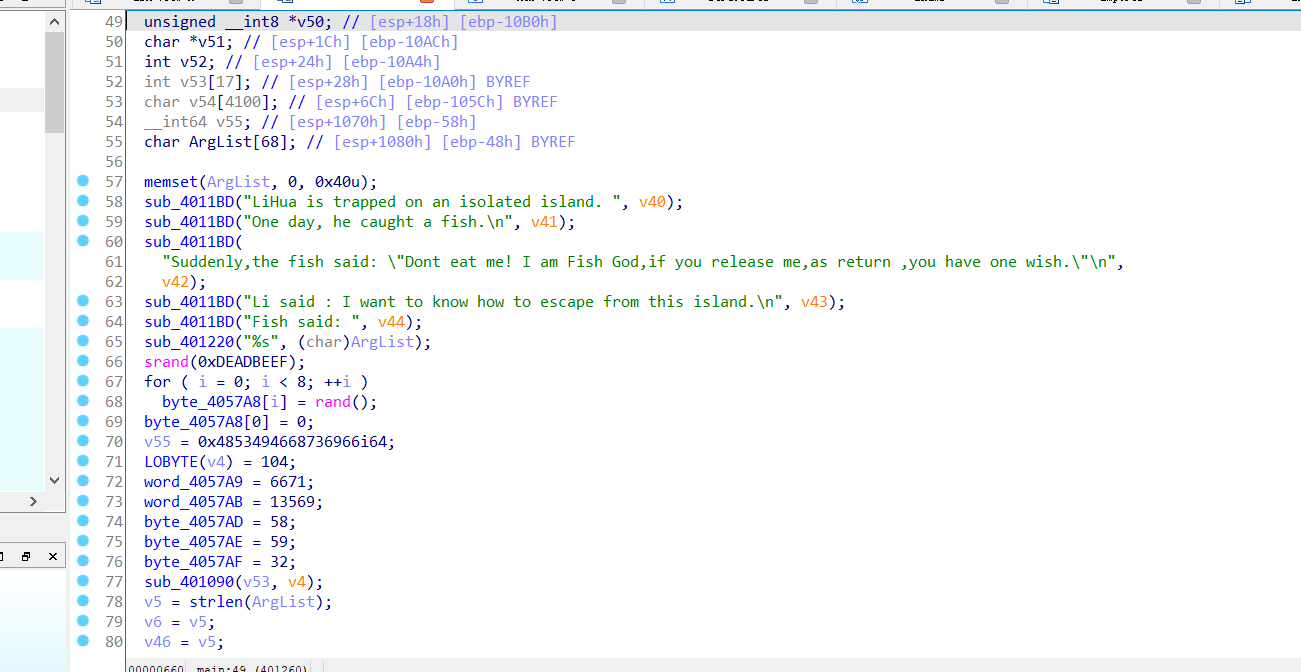 49 unsigned __int8 *v50; // [esp+18h] [ebp-10B0h]
50 char *v51; // [esp+1Ch] [ebp-10ACh]
51 int v52; // [esp+24h] [ebp-10A4h]
52 int v53[17]; // [esp+28h] [ebp-10A0h] BYREF
53 char v54[4100]; // [esp+6Ch] [ebp-105Ch] BYREF
54 __int64 v55; // [esp+1070h] [ebp-58h]
55 char ArgList[68]; // [esp+1080h] [ebp-48h] BYREF
56
57 memset(ArgList, 0, 0x40u);
58 sub_4011BD("LiHua is trapped on an isolated island. ", v40);
59 sub_4011BD("One day, he caught a fish.\n", v41);
60 sub_4011BD(
61 "Suddenly,the fish said: \"Dont eat me! I am Fish God,if you release me,as return ,you have one wish.\"\n",
62 v42);
63 sub_4011BD("Li said : I want to know how to escape from this island.\n", v43);
64 sub_4011BD("Fish said: ", v44);
65 sub_401220("%s", (char)ArgList);
66 srand(0xDEADBEEF);
67 for ( i = 0; i < 8; ++i )
68 byte_4057A8[i] = rand();
69 byte_4057A8[0] = 0;
70 v55 = 0x4853494668736966i64;
71 LOBYTE(v4) = 104;
72 word_4057A9 = 6671;
73 word_4057AB = 13569;
74 byte_4057AD = 58;
75 byte_4057AE = 59;
76 byte_4057AF = 32;
77 sub_401090(v53, v4);
78 v5 = strlen(ArgList);
79 v6 = v5;
80 v46 = v5;
00000660 main:49 (401260)